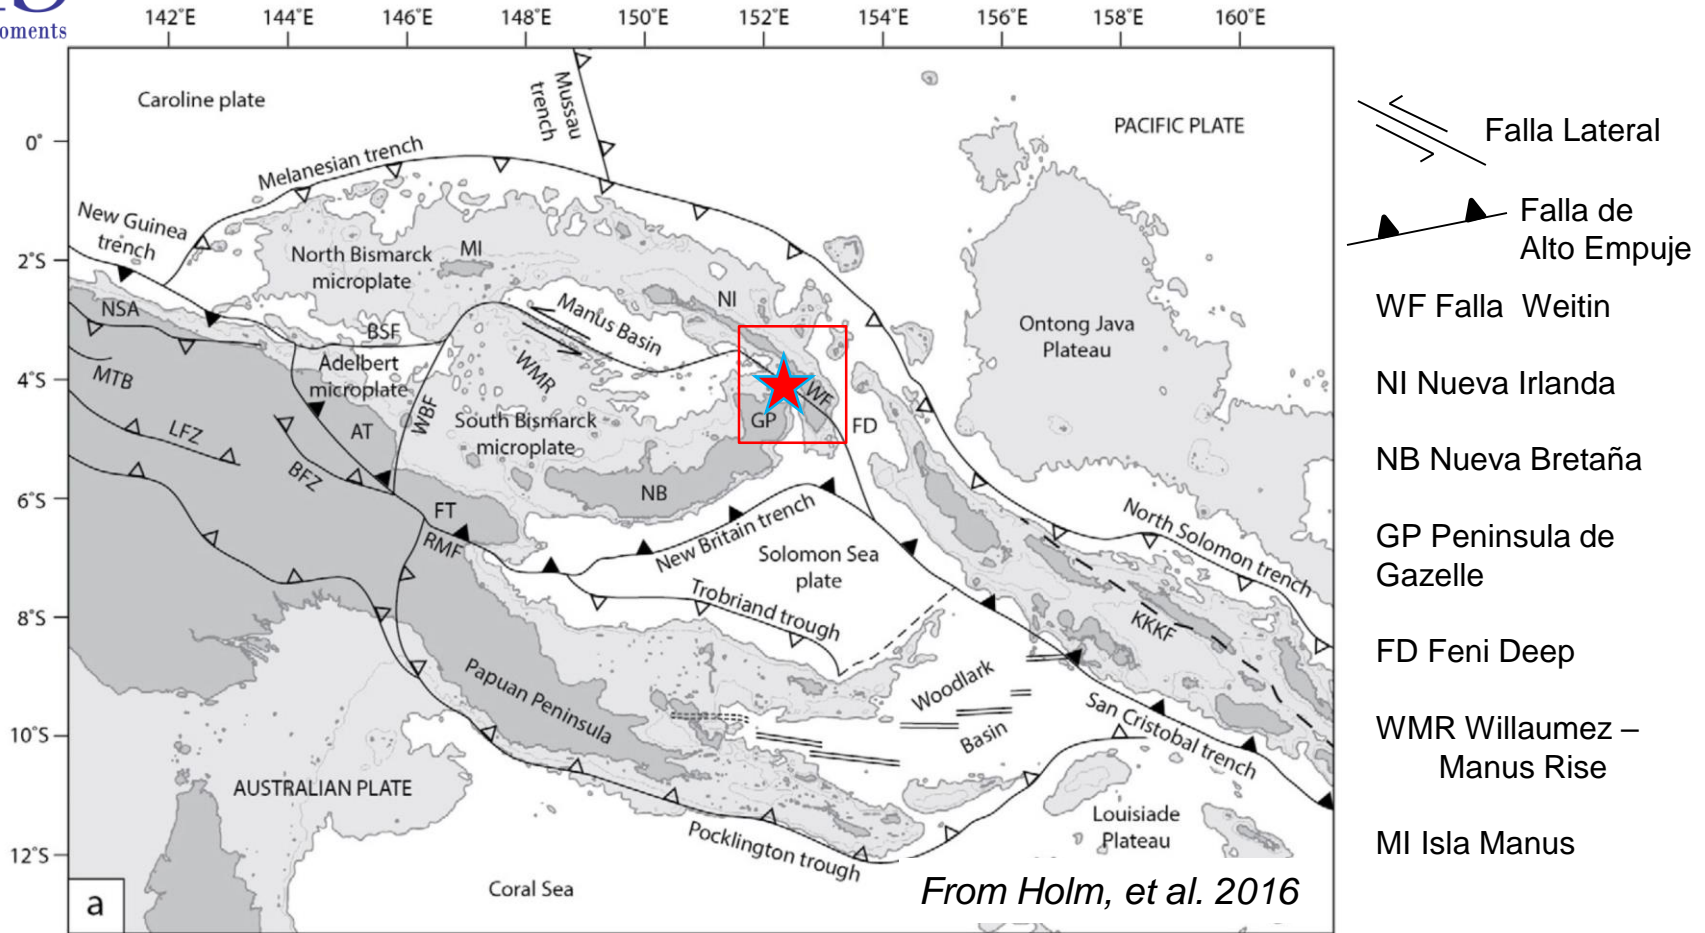 oments
142°E 144°E 146°E 148°E 150°E 152°E 154°E 156°E 158°E 160°E
0°
2°S
4°S
6°S
8°S
10°S
12°S
Caroline plate
Mussau
trench
PACIFIC PLATE
Melanesian trench
New Guinea
trench
North Bismarck
microplate
MI
NI
NSA
BSF
Manus Basin
Ontong Java
Plateau
Adelbert
microplate
MTB
WMR
WBF
WF
South Bismarck
microplate
GP
FD
LFZ
AT
BFZ
NB
FT
RMF
New Britain trench
North Solomon trench
Solomon Sea
plate
Trobriand trough
KKKF
Papuan Peninsula
Woodlark
Basin
San Cristobal trench
AUSTRALIAN PLATE
Louisiade
Plateau
Pocklington trough
Coral Sea
a
From Holm, et al. 2016
Falla Lateral
Falla de
Alto Empuje
WF Falla Weitin
NI Nueva Irlanda
NB Nueva Bretaña
GP Peninsula de
Gazelle
FD Feni Deep
WMR Willaumez –
Manus Rise
MI Isla Manus